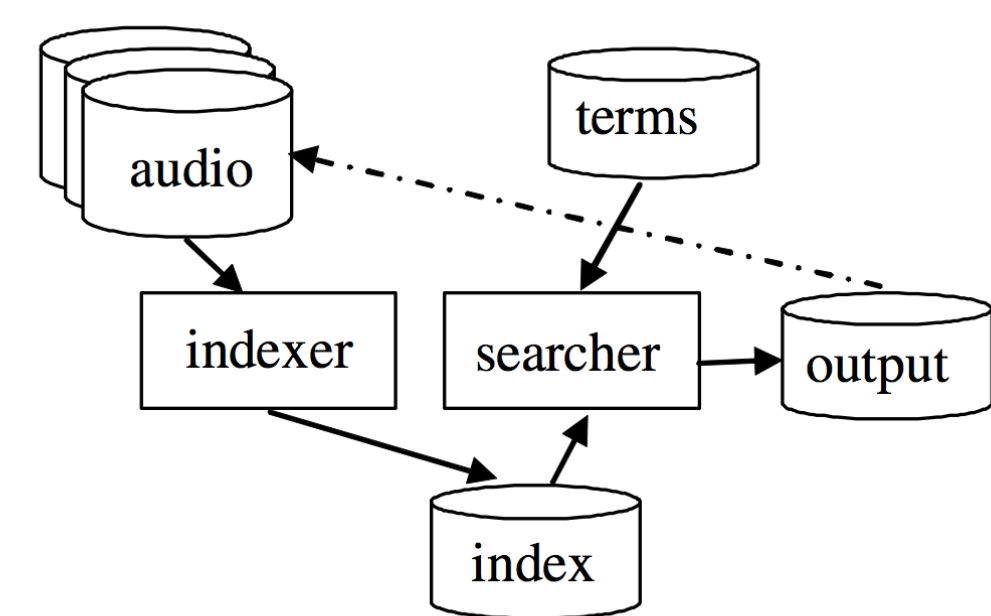 terms
audio
indexer
searcher
output
index